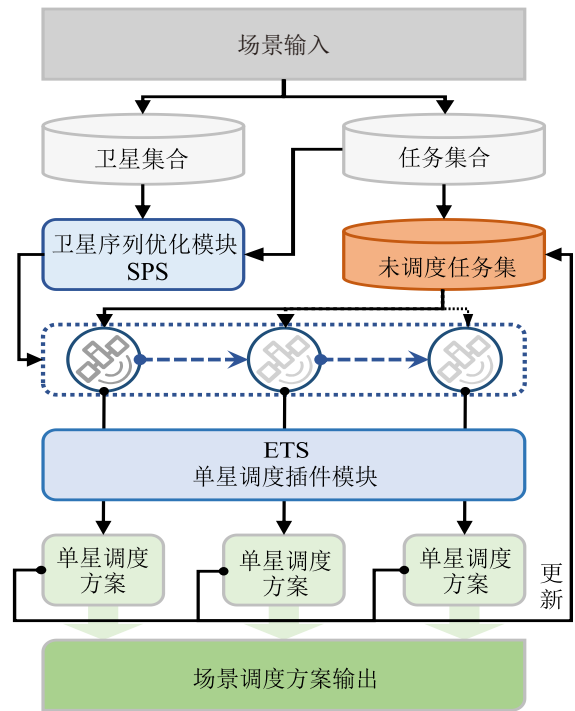 场景输入
卫星集合
任务集合
卫星序列优化模块
SPS
未调度任务集
ETS
单星调度插件模块
单星调度
方案
单星调度
方案
单星调度
方案
更
新
场景调度方案输出